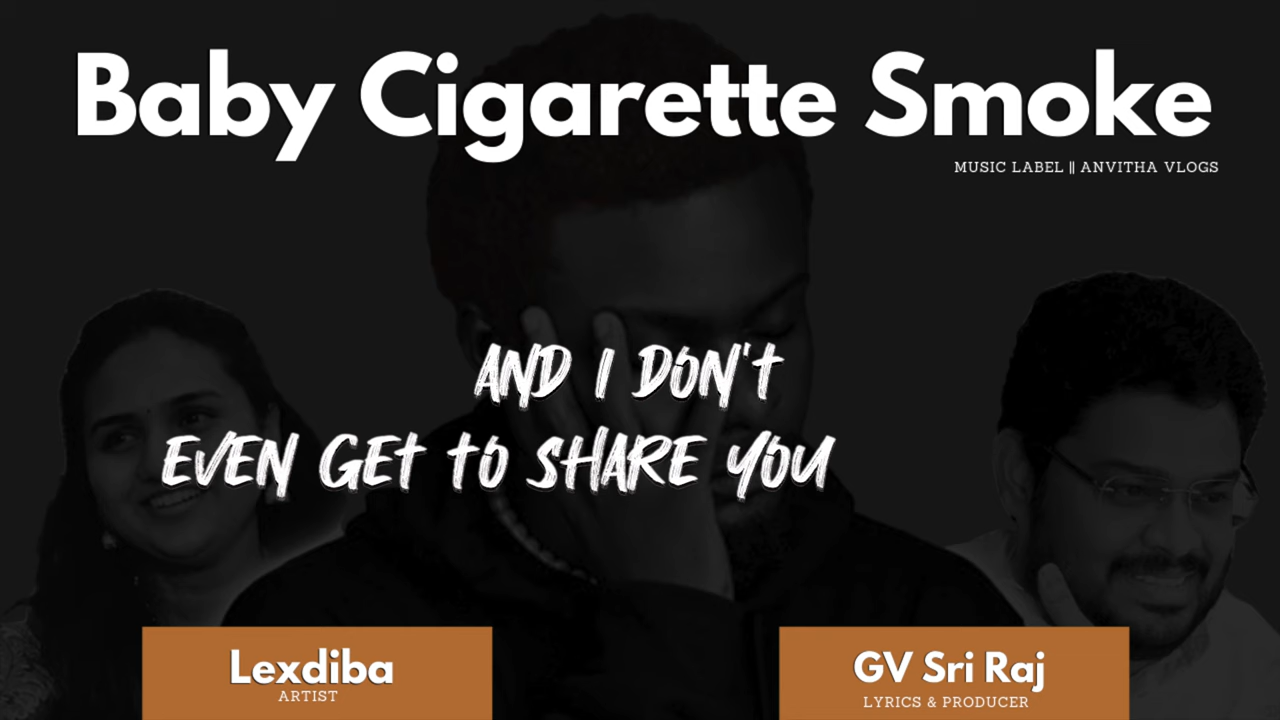 Baby Cigarette Smoke
MUSIC LABEL || ANVITHA VLOGS
AND I DON'T
EVEN GET TO SHARE YOU
Lexdiba
ARTIST
GV Sri Raj
LYRICS & PRODUCER